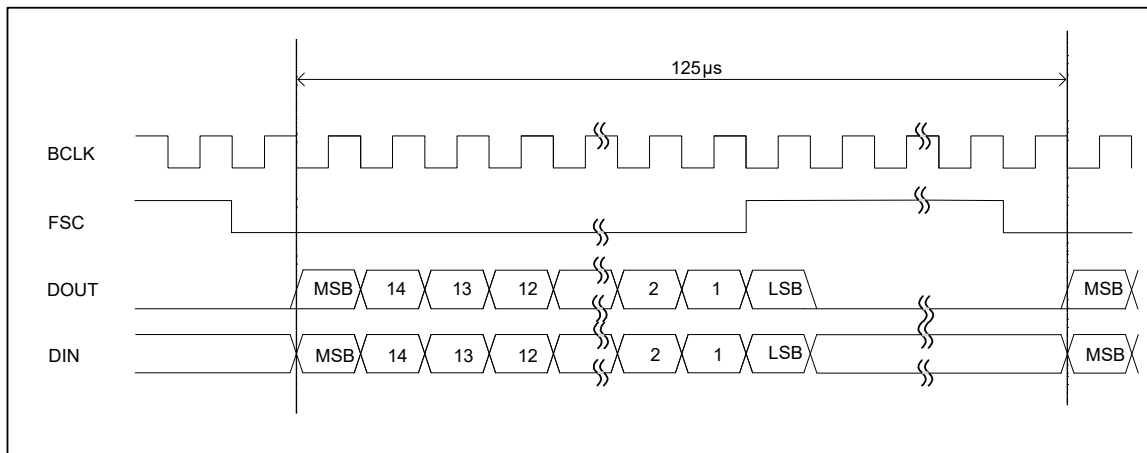 125µs
BCLK
FSC
DOUT MSB 14 13 12 2 1 LSB MSB
DIN MSB 14 13 12 2 1 LSB MSB